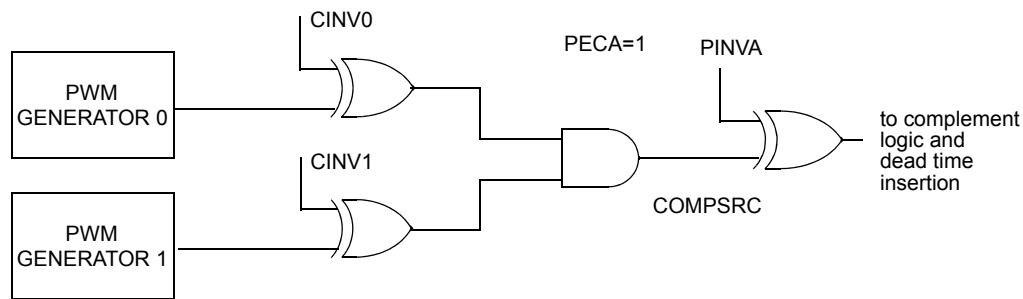 CINV0
PECA=1
PINVA
PWM
GENERATOR 0
to complement
logic and
dead time
insertion
CINV1
COMPSRC
PWM
GENERATOR 1